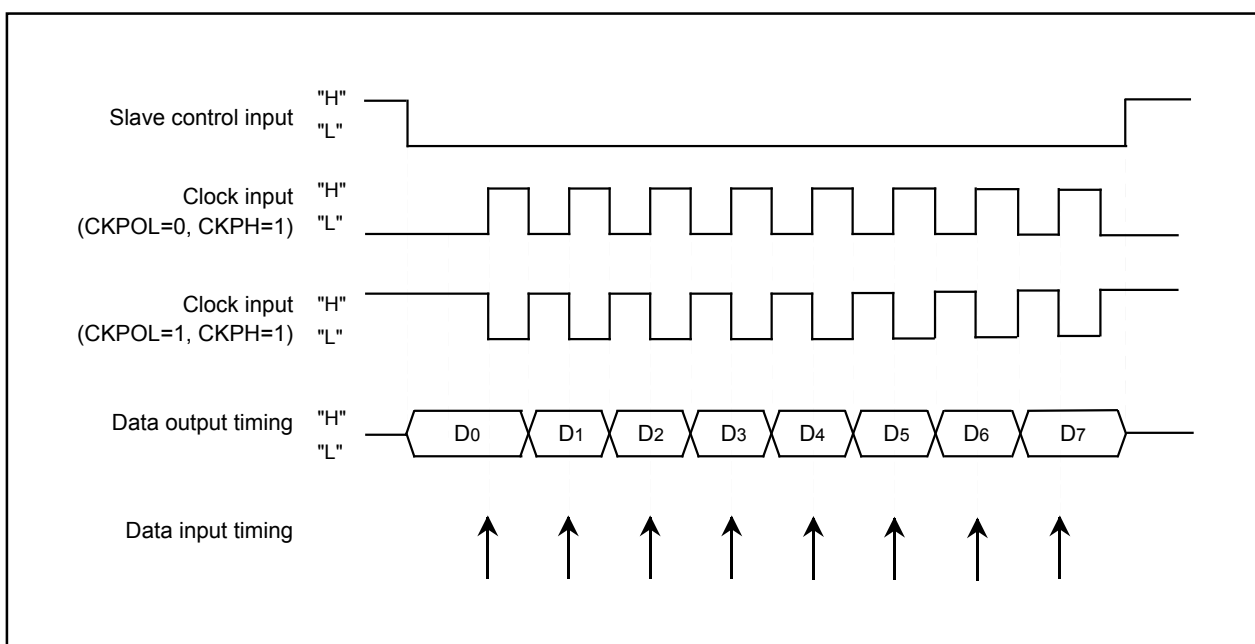 Slave control input
"H"
"L"
Clock input
(CKPOL=0, CKPH=1)
"H"
"L"
Clock input
(CKPOL=1, CKPH=1)
"H"
"L"
Data output timing
"H"
"L"
D0
D1
D2
D3
D4
D5
D6
D7
Data input timing